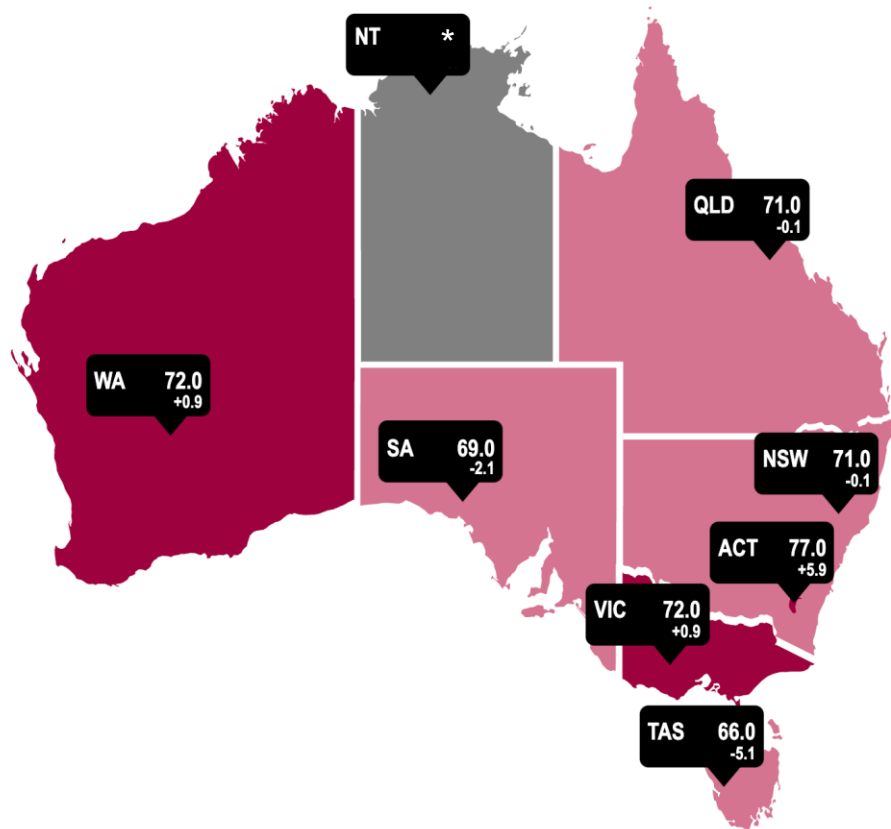 NT *
QLD 71.0
-0.1
WA 72.0
+0.9
SA 69.0
-2.1
NSW 71.0
-0.1
ACT 77.0
+5.9
VIC 72.0
+0.9
TAS 66.0
-5.1